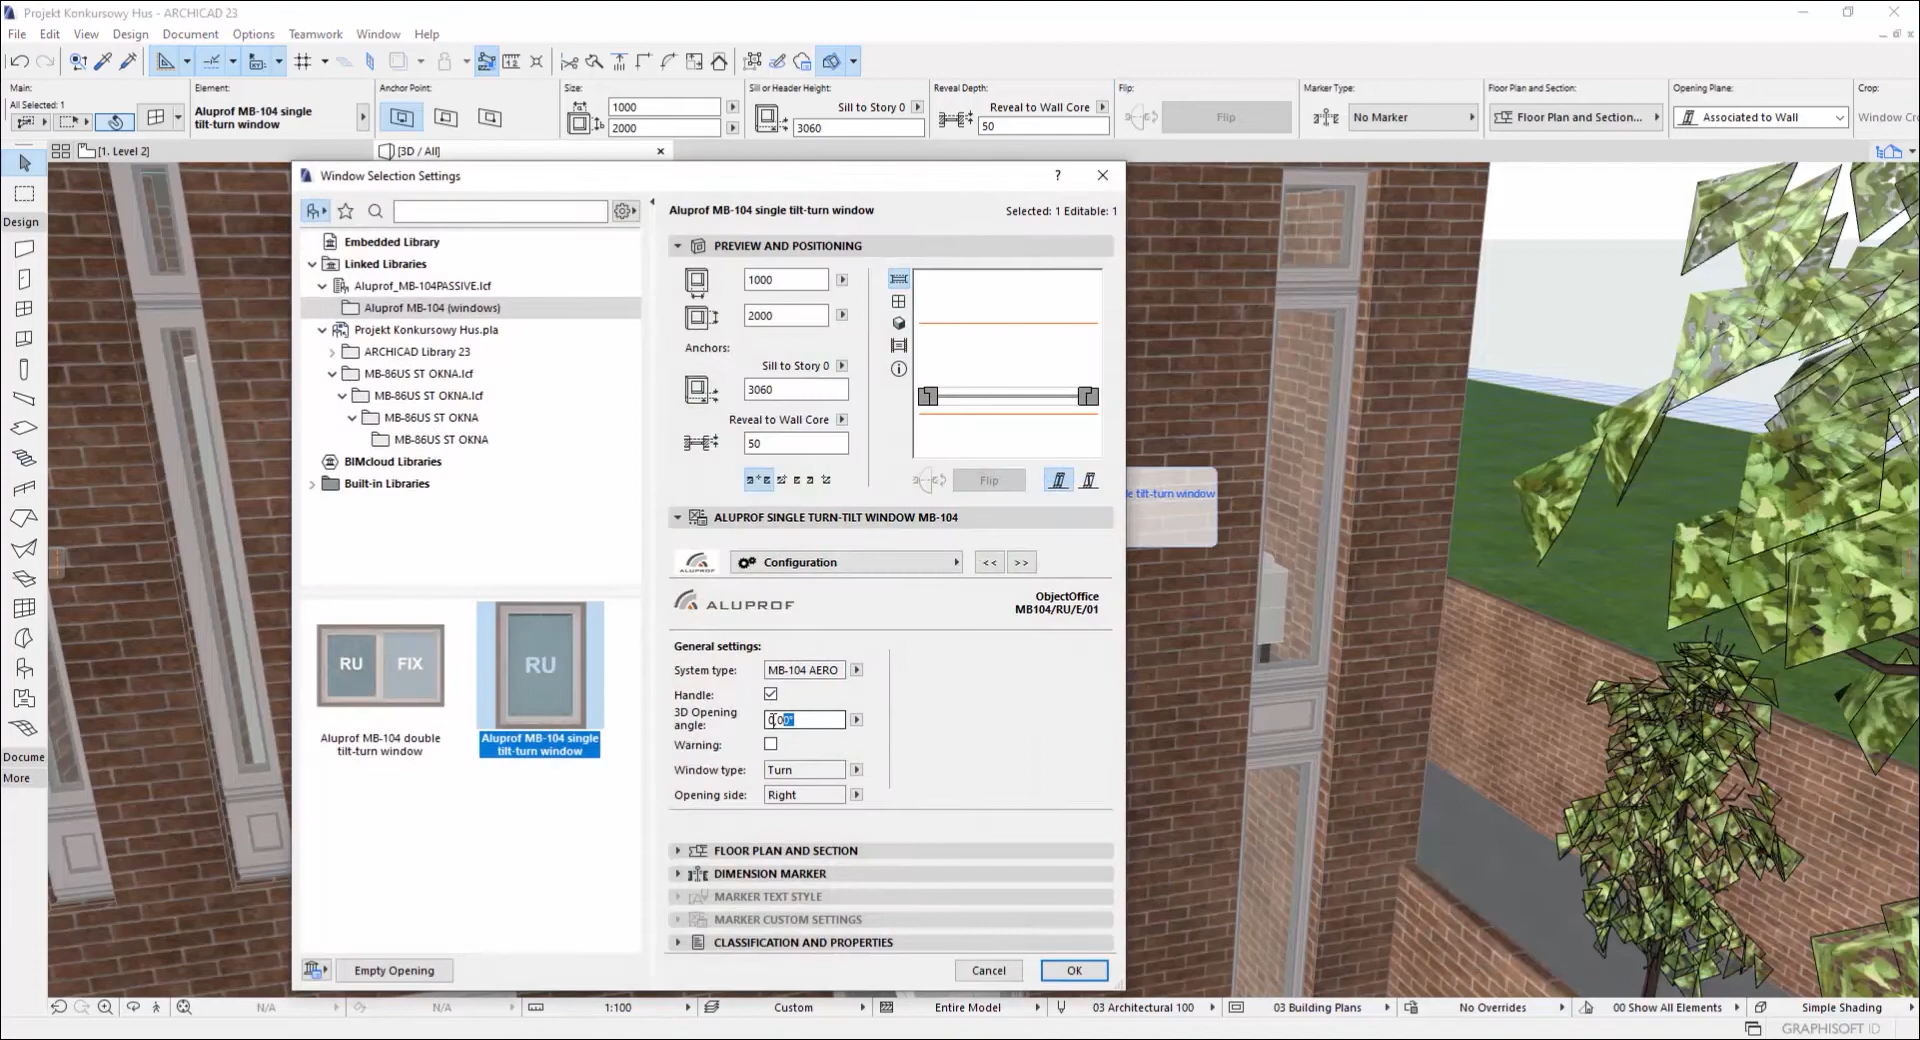 Projekt Konkursowy Hus - ARCHICAD 23
File Edit View Design Document Options Teamwork Window Help
Main:
All Selected: 1
Element:
Aluprof MB-104 single
tilt-turn window
Anchor Point:
Size:
1000
2000
Sill or Header Height:
Sill to Story 0
3060
Reveal Depth:
Reveal to Wall Core
50
Flip:
Flip
Marker Type:
No Marker
Floor Plan and Section:
Floor Plan and Section...
Opening Plane:
Associated to Wall
Crop:
Window Cro
[1. Level 2]
[3D / All]
Design
Docume
More
Window Selection Settings
?
Embedded Library
Linked Libraries
Aluprof_MB-104PASSIVE.lcf
Aluprof MB-104 (windows)
Projekt Konkursowy Hus.pla
ARCHICAD Library 23
MB-86US ST OKNA.lcf
MB-86US ST OKNA.lcf
MB-86US ST OKNA
MB-86US ST OKNA
BIMcloud Libraries
Built-in Libraries
RU FIX
RU
Aluprof MB-104 double
tilt-turn window
Aluprof MB-104 single
tilt-turn window
Empty Opening
Aluprof MB-104 single tilt-turn window
Selected: 1 Editable: 1
PREVIEW AND POSITIONING
1000
2000
Anchors:
Sill to Story 0
3060
Reveal to Wall Core
50
Flip
ALUPROF SINGLE TURN-TILT WINDOW MB-104
ALUPROF
Configuration
<< >>
ALUPROF
ObjectOffice
MB104/RU/E/01
General settings:
System type: MB-104 AERO
Handle:
3D Opening
angle:
0,00°
Warning:
Window type: Turn
Opening side: Right
FLOOR PLAN AND SECTION
DIMENSION MARKER
MARKER TEXT STYLE
MARKER CUSTOM SETTINGS
CLASSIFICATION AND PROPERTIES
Cancel OK
tilt-turn window
N/A N/A 1:100 Custom Entire Model 03 Architectural 100 03 Building Plans No Overrides 00 Show All Elements Simple Shading
GRAPHISOFT ID